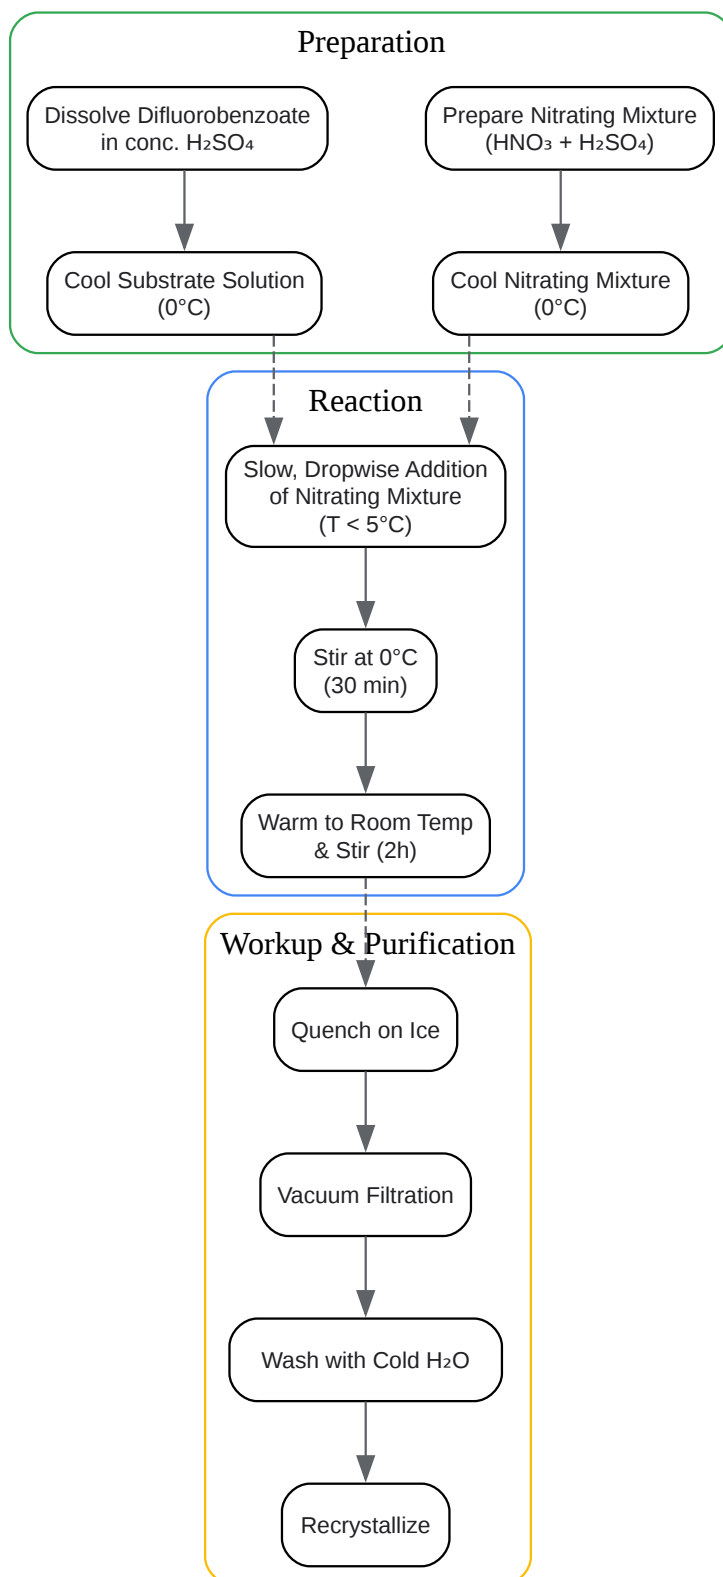 Preparation
Dissolve Difluorobenzoate
in conc. H₂SO₄
Prepare Nitrating Mixture
(HNO₃ + H₂SO₄)
Cool Substrate Solution
(0°C)
Cool Nitrating Mixture
(0°C)
Reaction
Slow, Dropwise Addition
of Nitrating Mixture
(T < 5°C)
Stir at 0°C
(30 min)
Warm to Room Temp
& Stir (2h)
Workup & Purification
Quench on Ice
Vacuum Filtration
Wash with Cold H₂O
Recrystallize